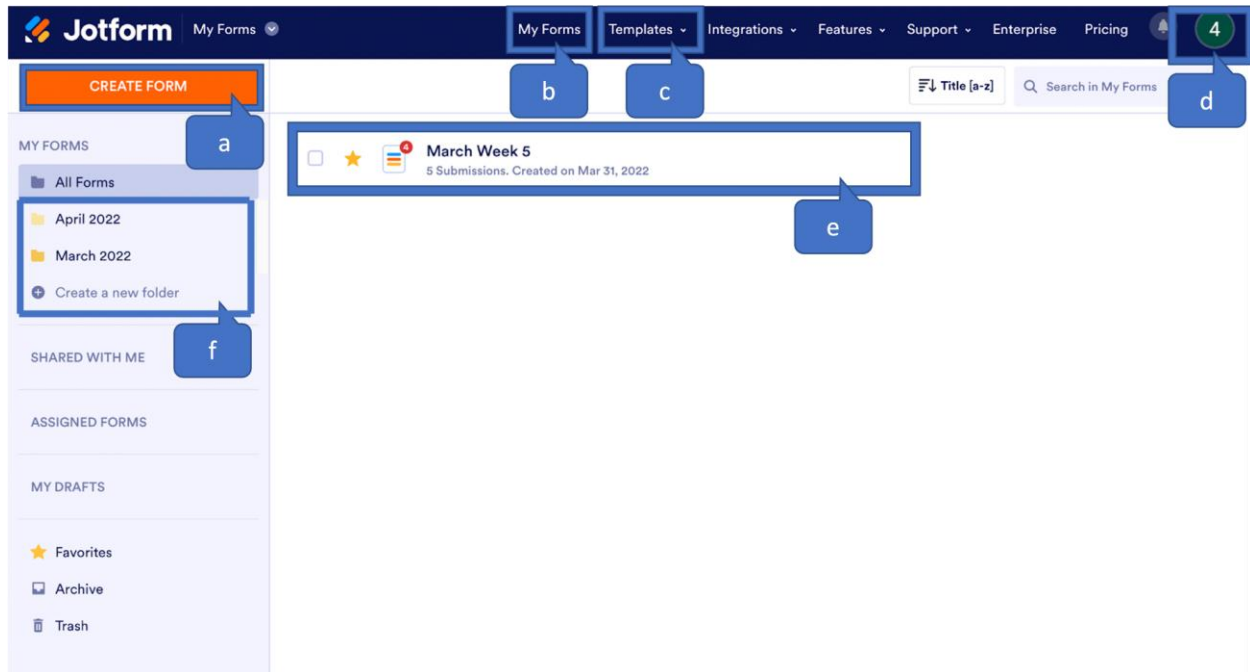 Jotform My Forms My Forms Templates Integrations Features Support Enterprise Pricing 4
b c d
CREATE FORM Title [a-z] Search in My Forms
a
MY FORMS
All Forms
April 2022
March 2022
Create a new folder
f
SHARED WITH ME
ASSIGNED FORMS
MY DRAFTS
Favorites
Archive
Trash
4
March Week 5
5 Submissions. Created on Mar 31, 2022
e